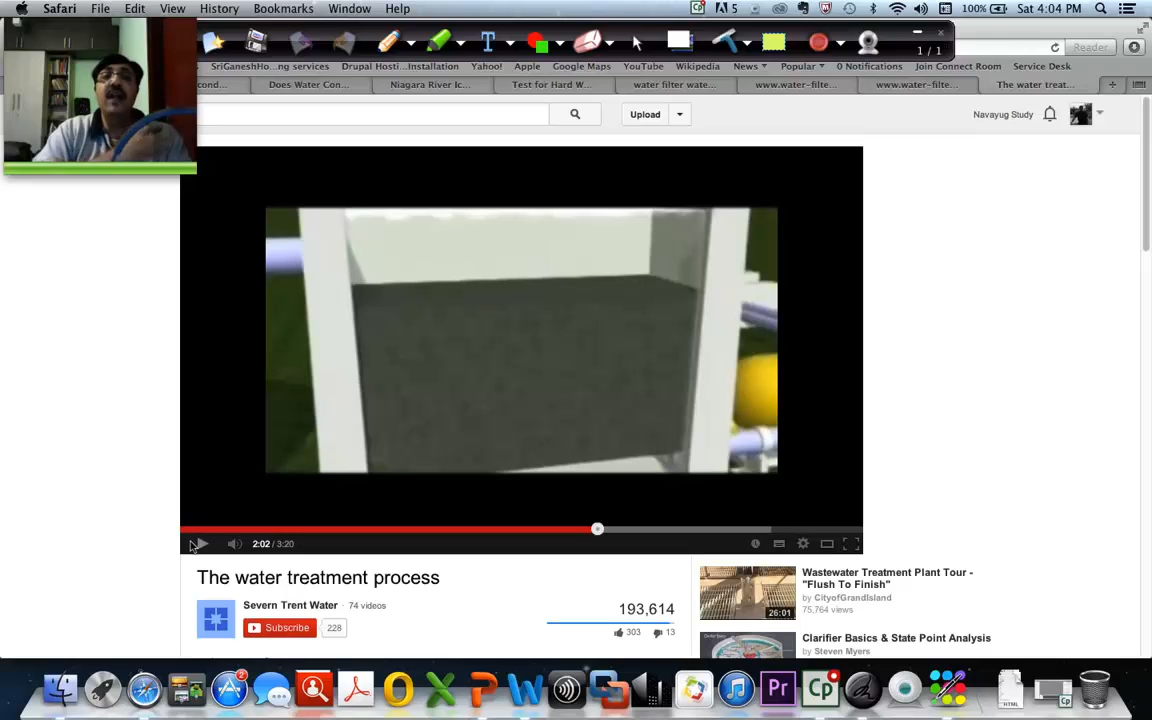 Safari File Edit View History Bookmarks Window Help
5 100% Sat 4:04 PM
T
1 / 1
Reader
SriGaneshHo...ng services Drupal Hosti...Installation Yahoo! Apple Google Maps YouTube Wikipedia News Popular 0 Notifications Join Connect Room Service Desk
cond... Does Water Con... Niagara River Ic... Test for Hard W... water filter wate... www.water-filte... www.water-filte... The water treat...
Upload Navayug Study
2:02 / 3:20
The water treatment process
Severn Trent Water · 74 videos
Subscribe 228
193,614
303 13
Wastewater Treatment Plant Tour -
"Flush To Finish"
by CityofGrandIsland
75,764 views
26:01
Clarifier Basics & State Point Analysis
by Steven Myers
2
Pr
Cp
HTML